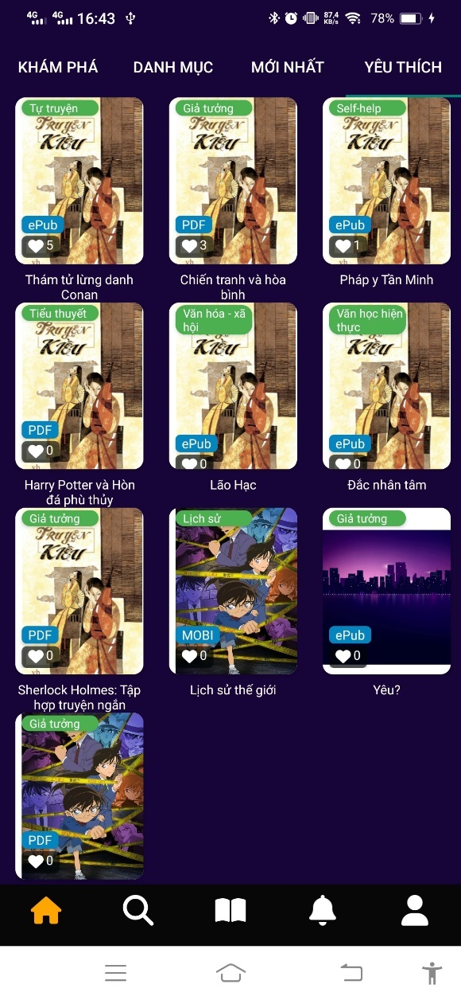 4G 4G 16:43 87,4 KB/s 78%
KHÁM PHÁ DANH MỤC MỚI NHẤT YÊU THÍCH
Tự truyện
TRUYỆN
KIỀU
ePub
5
Thám tử lừng danh
Conan
Giả tưởng
TRUYỆN
KIỀU
PDF
3
Chiến tranh và hòa
bình
Self-help
TRUYỆN
KIỀU
ePub
1
Pháp y Tần Minh
Tiểu thuyết
TRUYỆN
KIỀU
PDF
0
Harry Potter và Hòn
đá phù thủy
Văn hóa - xã
hội
KIỀU
ePub
0
Lão Hạc
Văn học hiện
thực
KIỀU
ePub
0
Đắc nhân tâm
Giả tưởng
TRUYỆN
KIỀU
PDF
0
Sherlock Holmes: Tập
hợp truyện ngắn
Lịch sử
MOBI
0
Lịch sử thế giới
Giả tưởng
ePub
0
Yêu?
Giả tưởng
PDF
0